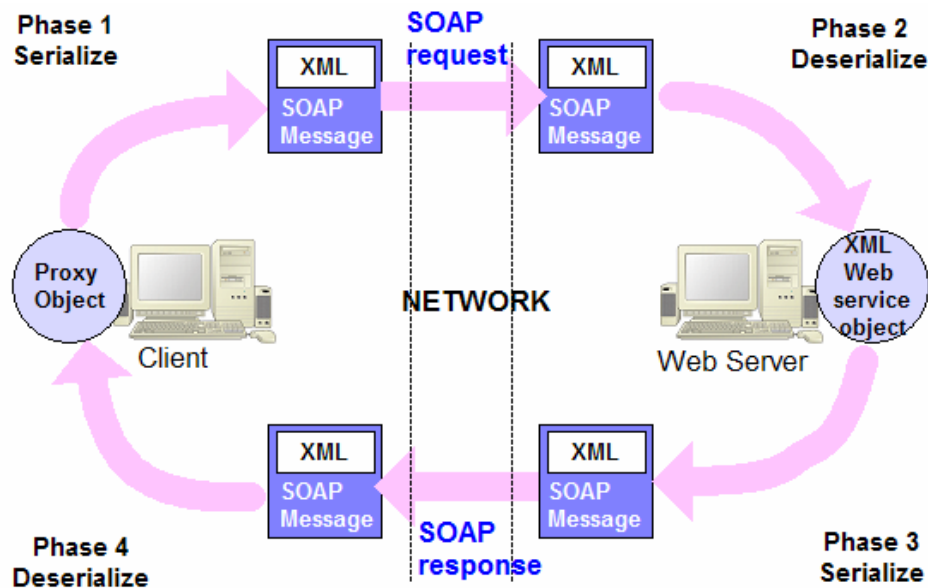 Phase 1
Serialize
SOAP
request
Phase 2
Deserialize
XML
SOAP
Message
XML
SOAP
Message
Proxy
Object
Client
NETWORK
Web Server
XML
Web
service
object
XML
SOAP
Message
XML
SOAP
Message
Phase 4
Deserialize
SOAP
response
Phase 3
Serialize